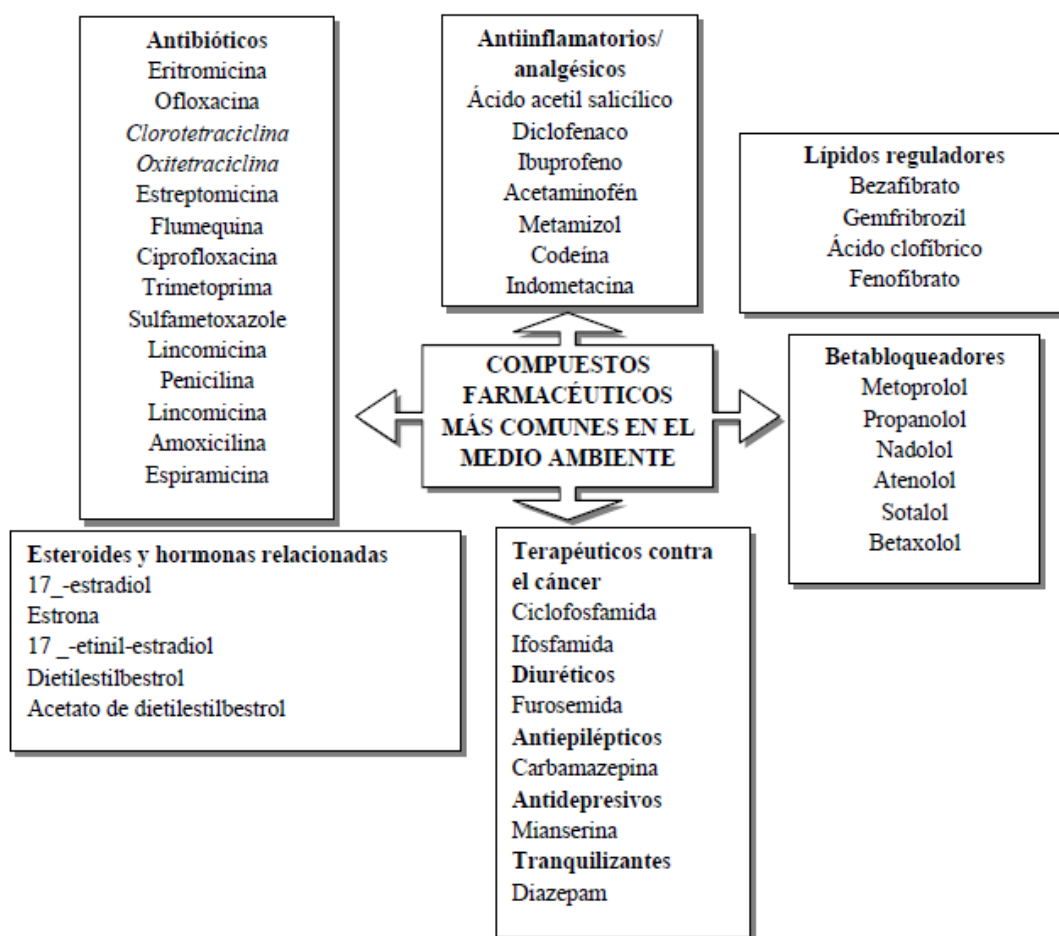 Antibióticos
Eritromicina
Ofloxacina
Clorotetraciclina
Oxitetraciclina
Estreptomicina
Flumequina
Ciprofloxacina
Trimetoprima
Sulfametoxazole
Lincomicina
Penicilina
Lincomicina
Amoxicilina
Espiramicina
Antiinflamatorios/
analgésicos
Ácido acetil salicílico
Diclofenaco
Ibuprofeno
Acetaminofén
Metamizol
Codeína
Indometacina
Lípidos reguladores
Bezafíbrato
Gemfribrozil
Ácido clofíbrico
Fenofíbrato
COMPUESTOS
FARMACÉUTICOS
MÁS COMUNES EN EL
MEDIO AMBIENTE
Betabloqueadores
Metoprolol
Propanolol
Nadolol
Atenolol
Sotalol
Betaxolol
Esteroides y hormonas relacionadas
17_-estradiol
Estrona
17 _-etinil-estradiol
Dietilestilbestrol
Acetato de dietilestilbestrol
Terapéuticos contra
el cáncer
Ciclofosfamida
Ifosfamida
Diuréticos
Furosemida
Antiepilépticos
Carbamazepina
Antidepresivos
Mianserina
Tranquilizantes
Diazepam